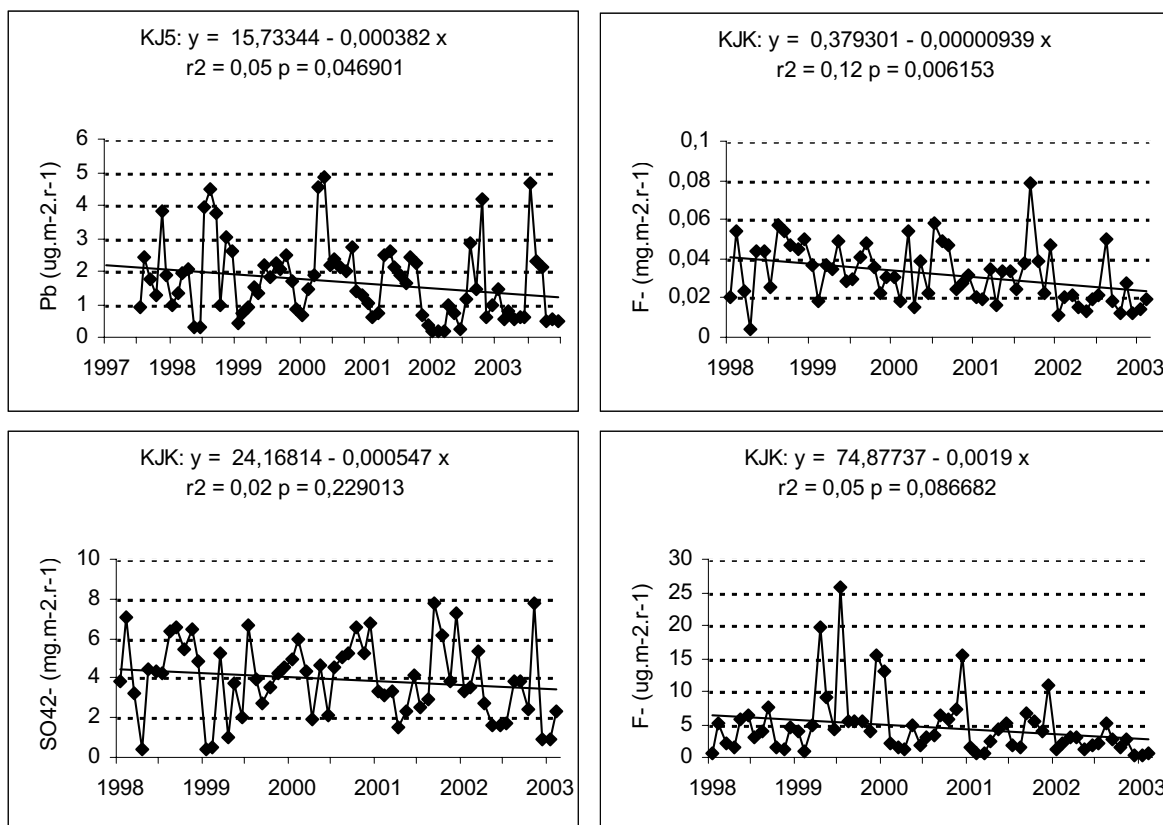 KJ5: y = 15,73344 - 0,000382 x
r2 = 0,05 p = 0,046901
Pb (ug.m-2.r-1)
6
5
4
3
2
1
0
1997 1998 1999 2000 2001 2002 2003
KJK: y = 0,379301 - 0,00000939 x
r2 = 0,12 p = 0,006153
F- (mg.m-2.r-1)
0,1
0,08
0,06
0,04
0,02
0
1998 1999 2000 2001 2002 2003
KJK: y = 24,16814 - 0,000547 x
r2 = 0,02 p = 0,229013
SO42- (mg.m-2.r-1)
10
8
6
4
2
0
1998 1999 2000 2001 2002 2003
KJK: y = 74,87737 - 0,0019 x
r2 = 0,05 p = 0,086682
F- (ug.m-2.r-1)
30
25
20
15
10
5
0
1998 1999 2000 2001 2002 2003